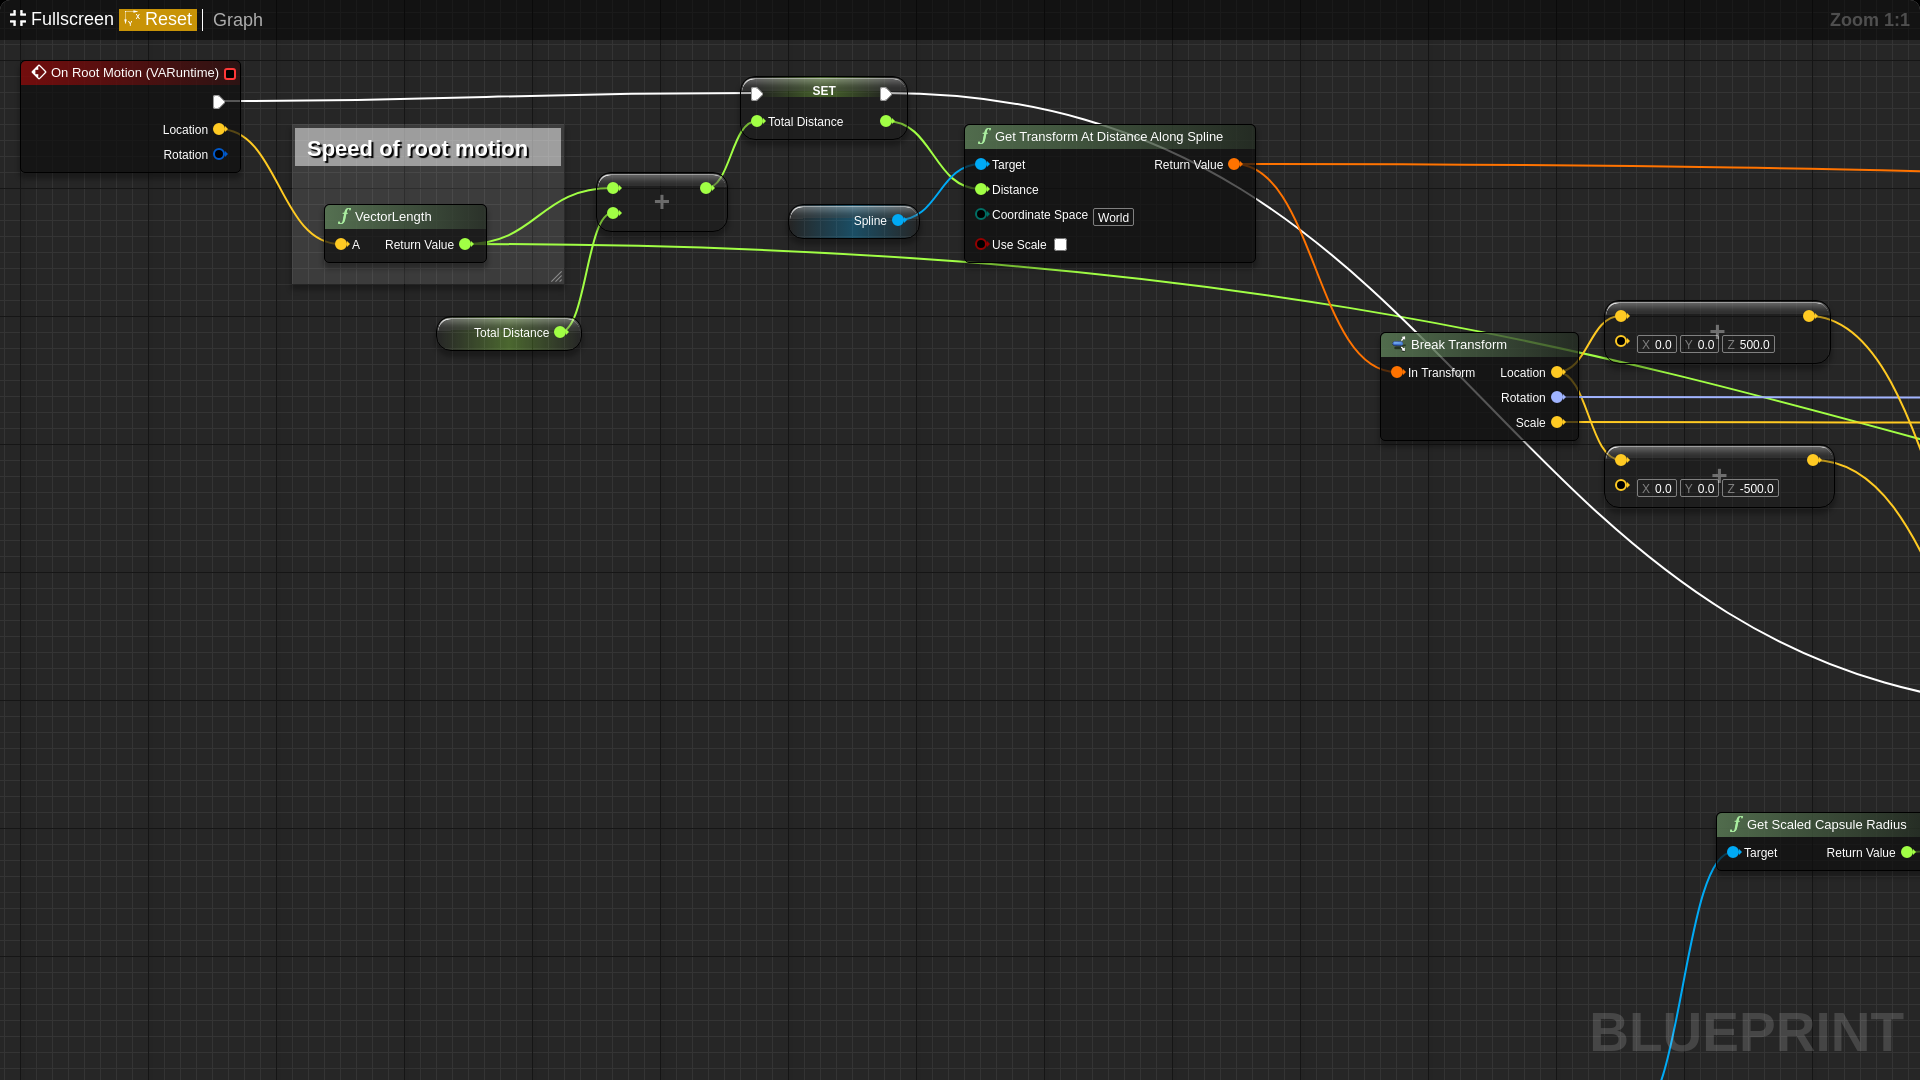 Fullscreen Reset Graph Zoom 1:1
On Root Motion (VARuntime)
Location
Rotation
Speed of root motion
VectorLength
A Return Value
Total Distance
+
SET
Total Distance
Spline
Get Transform At Distance Along Spline
Target Return Value
Distance
Coordinate Space World
Use Scale
Break Transform
In Transform Location
Rotation
Scale
+
X 0.0 Y 0.0 Z 500.0
+
X 0.0 Y 0.0 Z -500.0
Get Scaled Capsule Radius
Target Return Value
BLUEPRINT